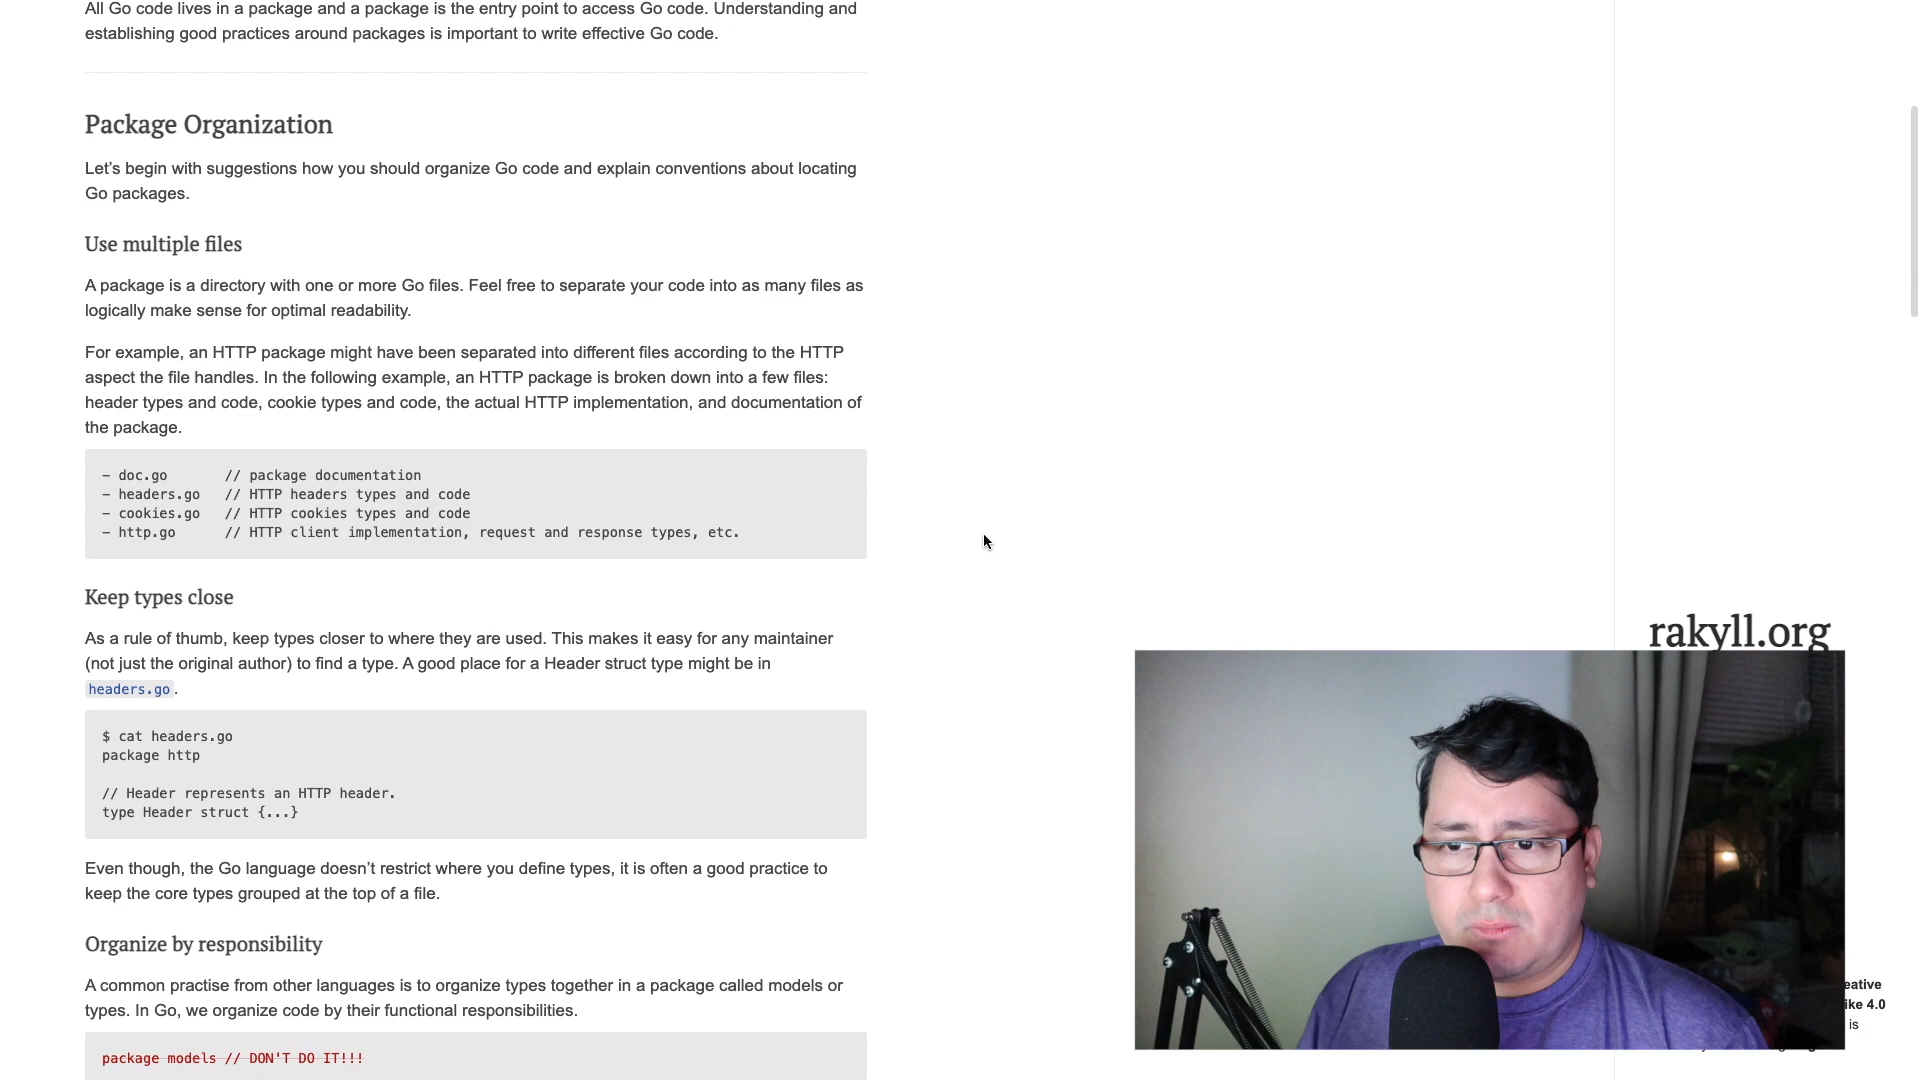 All Go code lives in a package and a package is the entry point to access Go code. Understanding and
establishing good practices around packages is important to write effective Go code.
Package Organization
Let’s begin with suggestions how you should organize Go code and explain conventions about locating
Go packages.
Use multiple files
A package is a directory with one or more Go files. Feel free to separate your code into as many files as
logically make sense for optimal readability.
For example, an HTTP package might have been separated into different files according to the HTTP
aspect the file handles. In the following example, an HTTP package is broken down into a few files:
header types and code, cookie types and code, the actual HTTP implementation, and documentation of
the package.
- doc.go       // package documentation
- headers.go   // HTTP headers types and code
- cookies.go   // HTTP cookies types and code
- http.go      // HTTP client implementation, request and response types, etc.
Keep types close
As a rule of thumb, keep types closer to where they are used. This makes it easy for any maintainer
(not just the original author) to find a type. A good place for a Header struct type might be in
headers.go.
$ cat headers.go
package http
// Header represents an HTTP header.
type Header struct {...}
Even though, the Go language doesn’t restrict where you define types, it is often a good practice to
keep the core types grouped at the top of a file.
Organize by responsibility
A common practise from other languages is to organize types together in a package called models or
types. In Go, we organize code by their functional responsibilities.
package models // DON'T DO IT!!!
rakyll.org
eative
ike 4.0
is